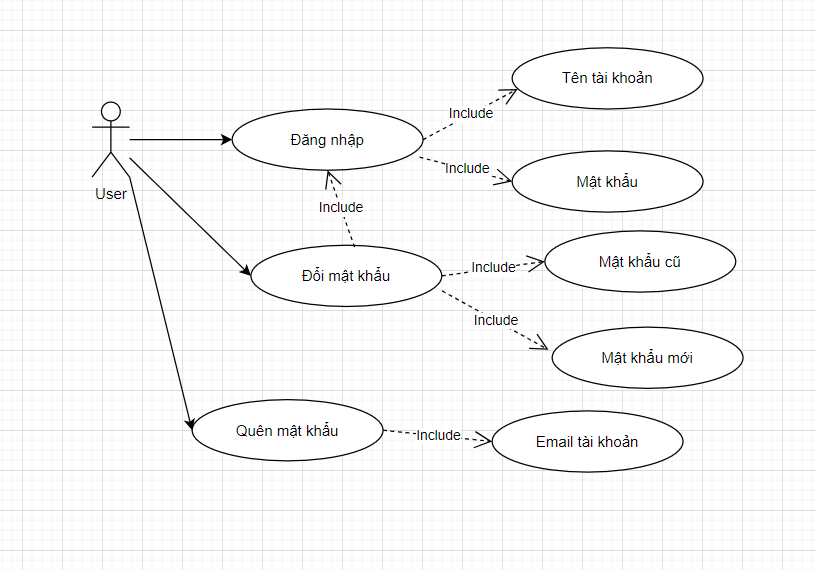 Tên tài khoản
Include
Đăng nhập
Include
Mật khẩu
User
Include
Mật khẩu cũ
Include
Đổi mật khẩu
Include
Mật khẩu mới
Quên mật khẩu
Include
Email tài khoản